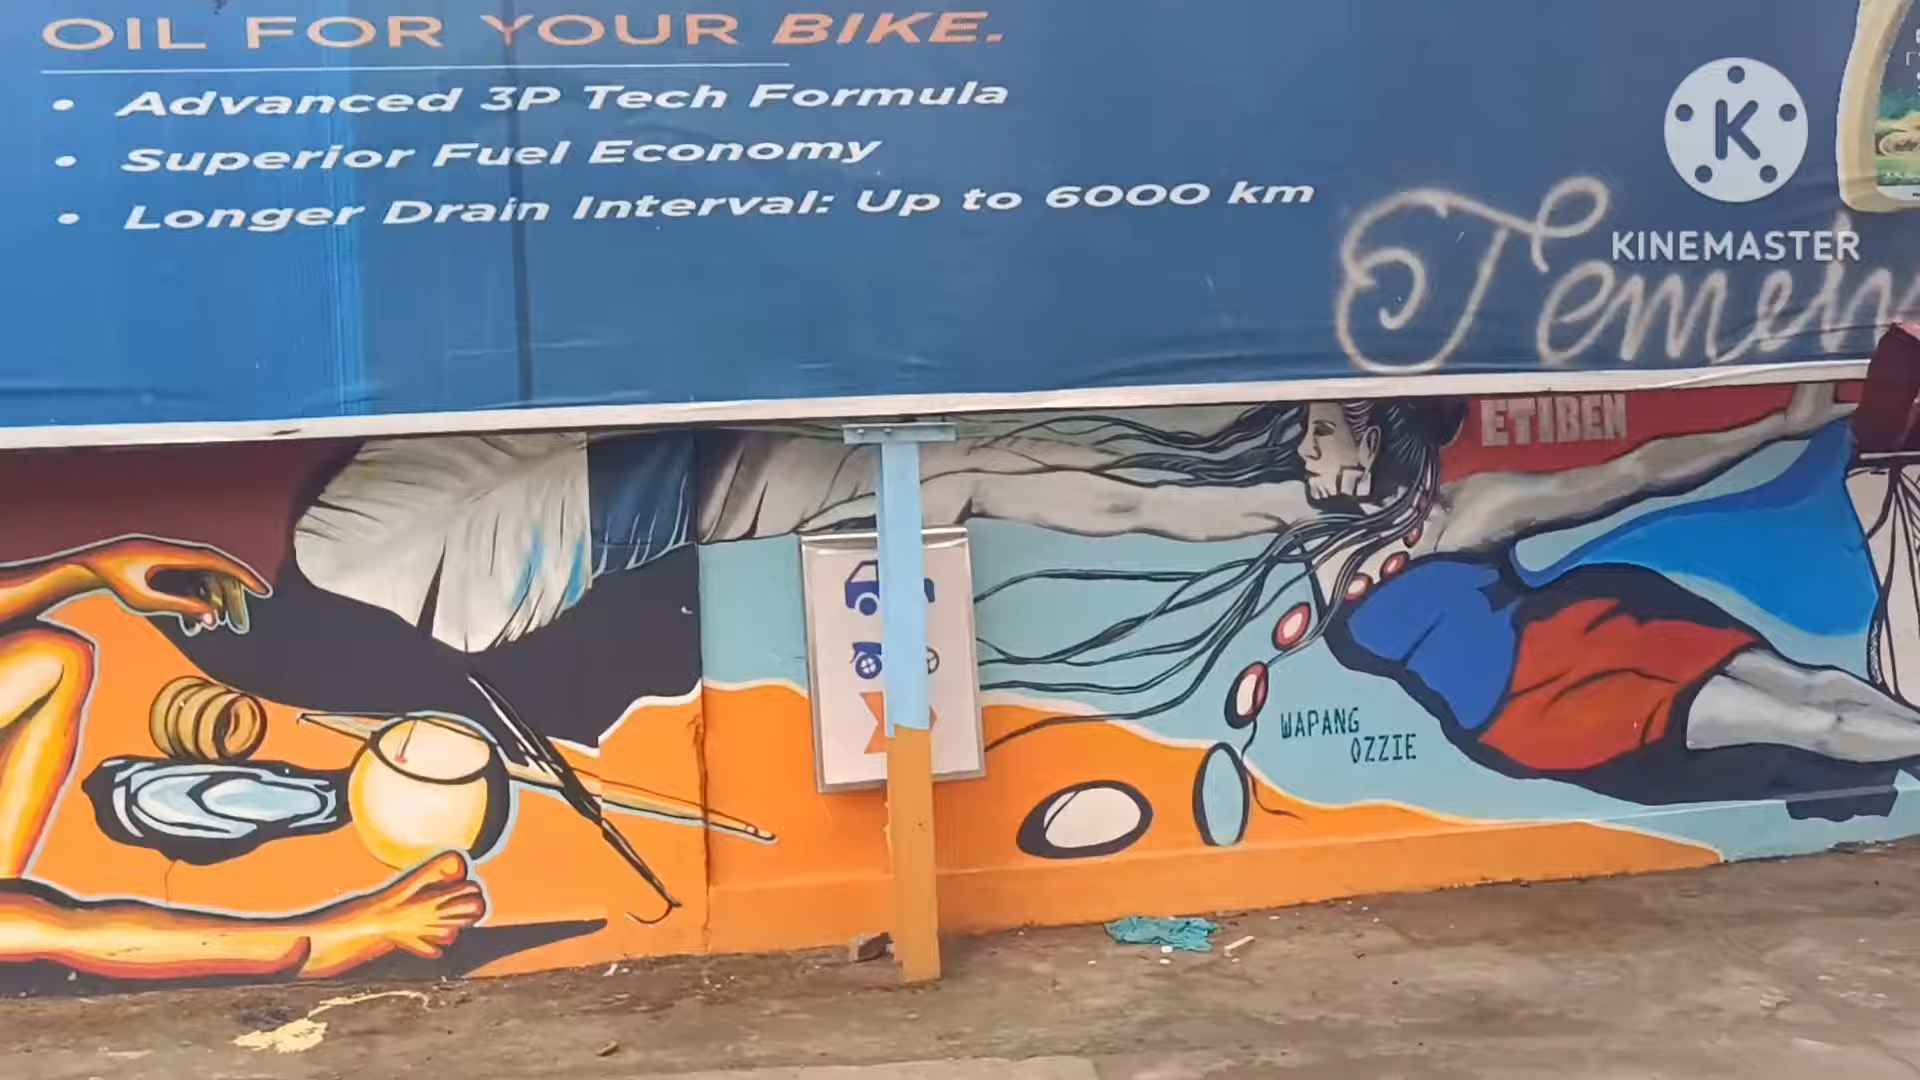 OIL FOR YOUR BIKE.
• Advanced 3P Tech Formula
• Superior Fuel Economy
• Longer Drain Interval: Up to 6000 km
K
KINEMASTER
ETIBEN
WAPANG
OZZIE